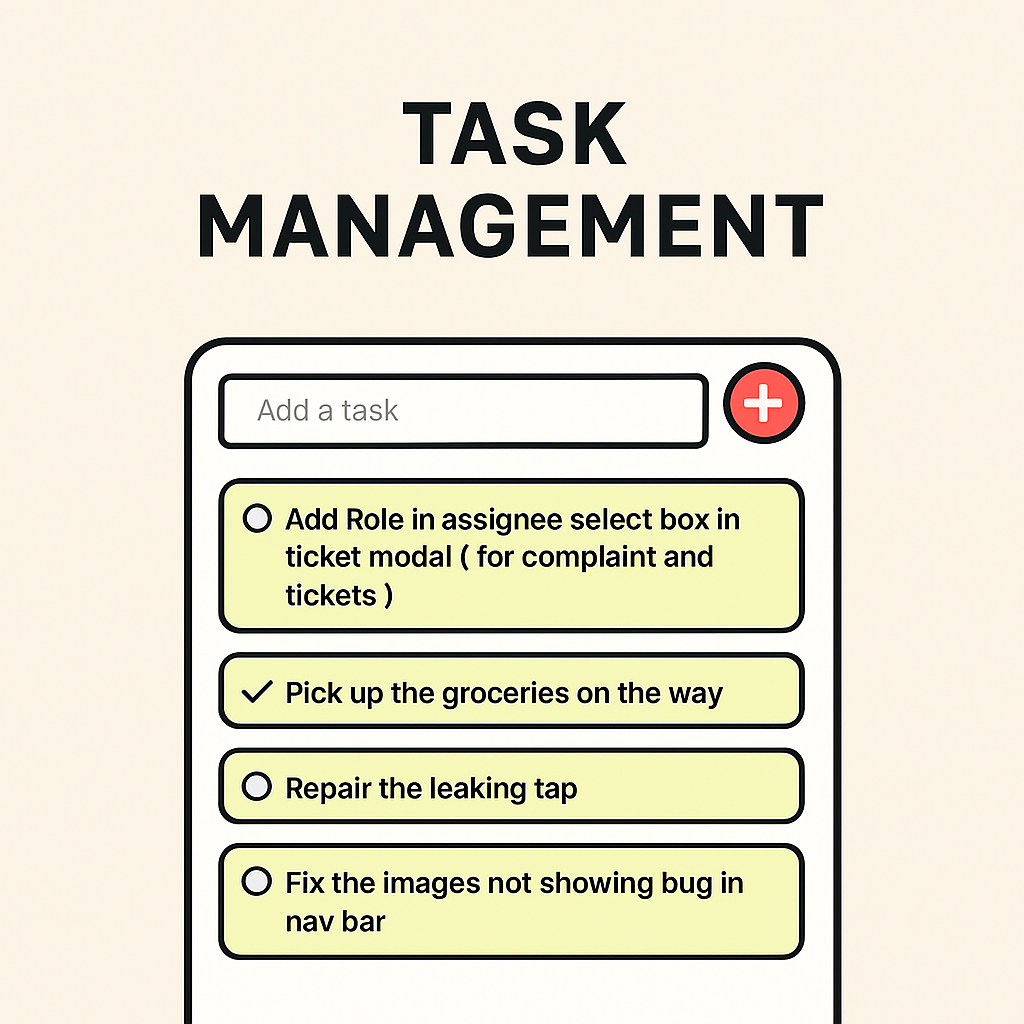 TASK
MANAGEMENT
Add a task
Add Role in assignee select box in
ticket modal ( for complaint and
tickets )
Pick up the groceries on the way
Repair the leaking tap
Fix the images not showing bug in
nav bar